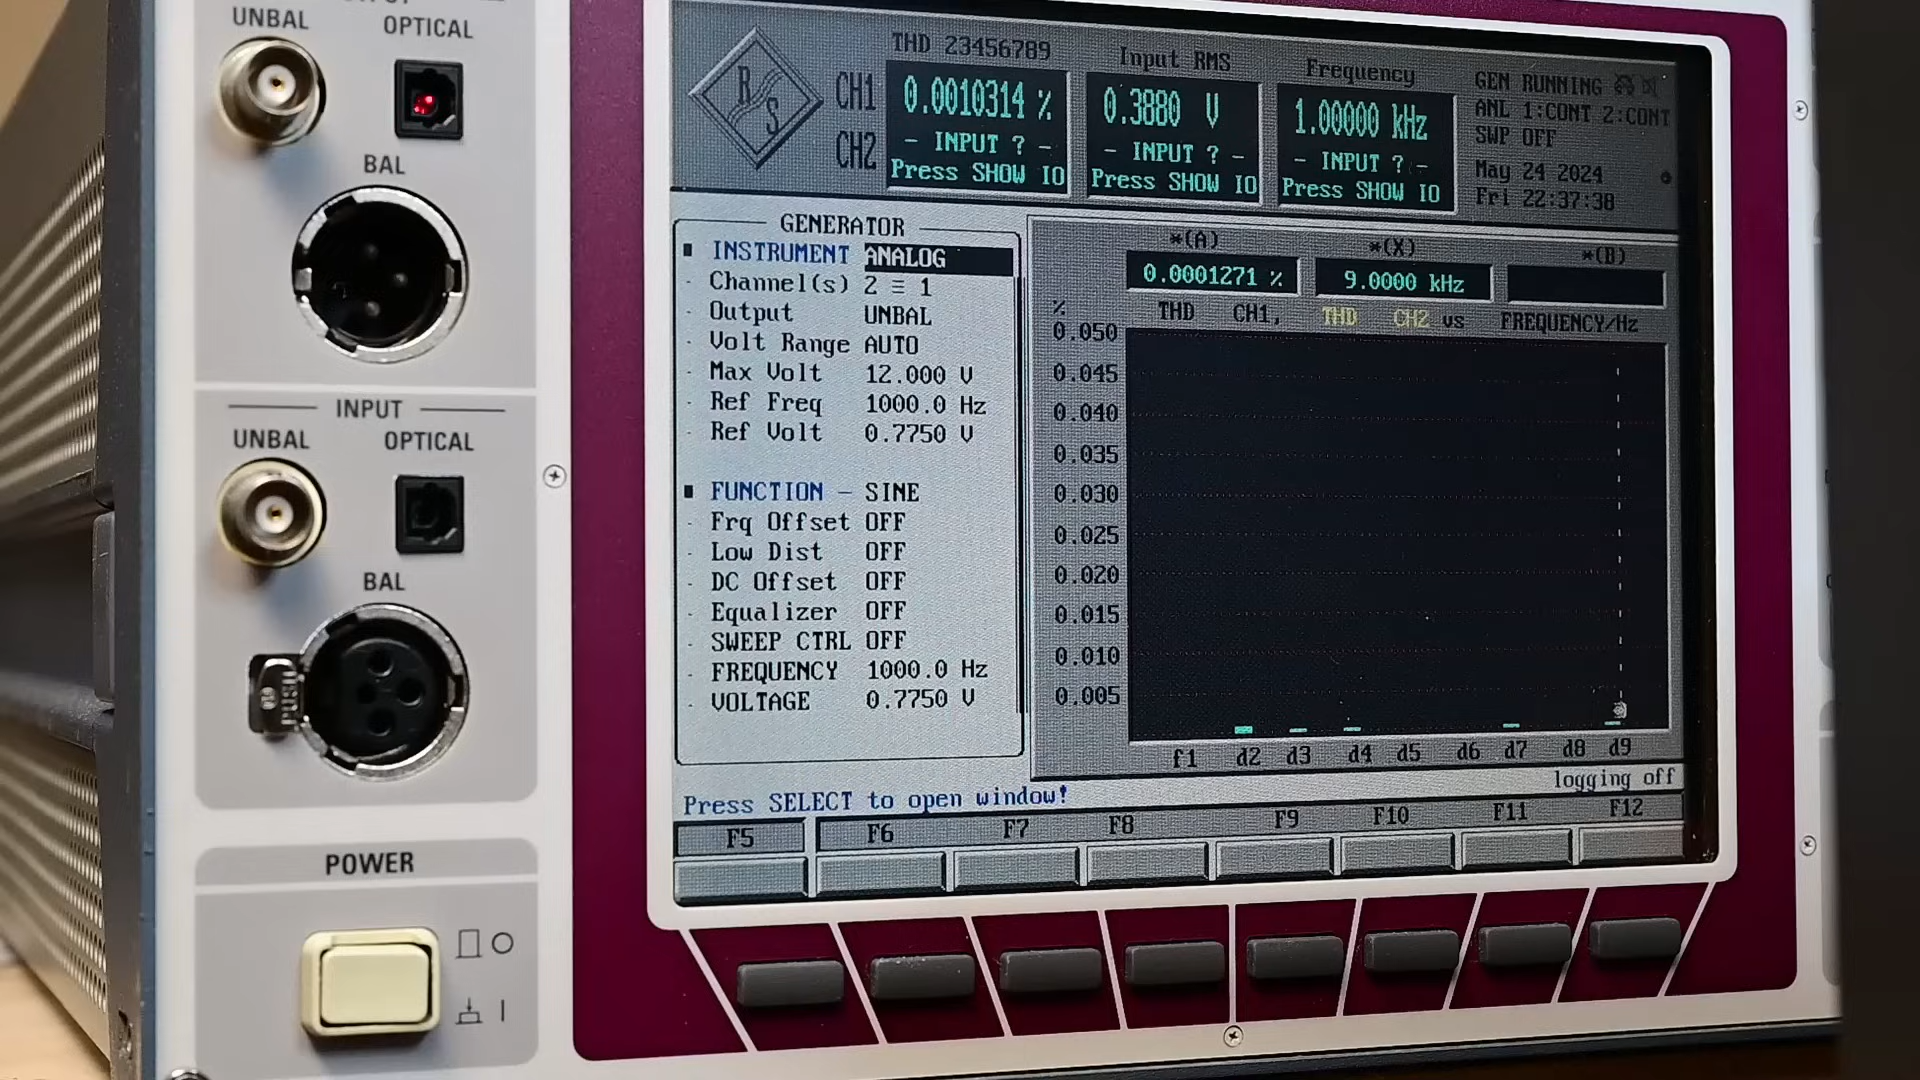 UNBAL
OPTICAL
BAL
INPUT
UNBAL
OPTICAL
BAL
PUSH
POWER
R
S
CH1
CH2
THD 23456789
0.0010314 %
- INPUT ? -
Press SHOW IO
Input RMS
0.3880 V
- INPUT ? -
Press SHOW IO
Frequency
1.00000 kHz
- INPUT ? -
Press SHOW IO
GEN RUNNING
ANL 1:CONT 2:CONT
SWP OFF
May 24 2024
Fri 22:37:38
GENERATOR
INSTRUMENT ANALOG
Channel(s) 2 ≡ 1
Output UNBAL
Volt Range AUTO
Max Volt 12.000 V
Ref Freq 1000.0 Hz
Ref Volt 0.7750 V
FUNCTION — SINE
Frq Offset OFF
Low Dist OFF
DC Offset OFF
Equalizer OFF
SWEEP CTRL OFF
FREQUENCY 1000.0 Hz
VOLTAGE 0.7750 V
*(A) *(X) *(B)
0.0001271 % 9.0000 kHz
% THD CH1, THD CH2 vs FREQUENCY/Hz
0.050
0.045
0.040
0.035
0.030
0.025
0.020
0.015
0.010
0.005
f1 d2 d3 d4 d5 d6 d7 d8 d9
logging off
Press SELECT to open window!
F5 F6 F7 F8 F9 F10 F11 F12